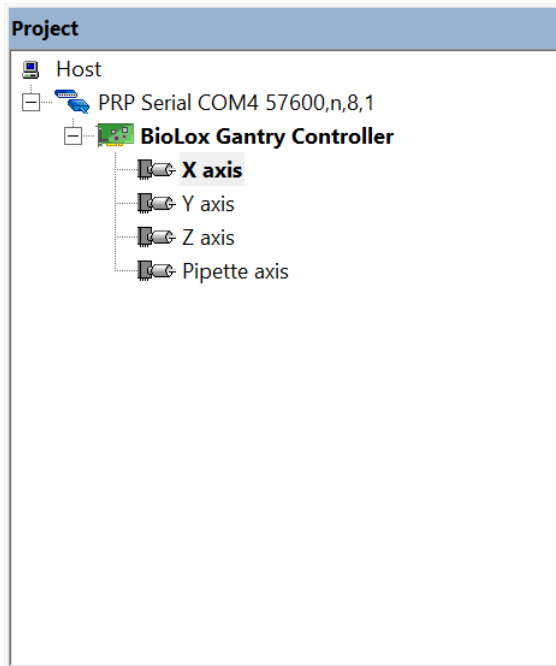 Project
Host
PRP Serial COM4 57600,n,8,1
BioLox Gantry Controller
X axis
Y axis
Z axis
Pipette axis